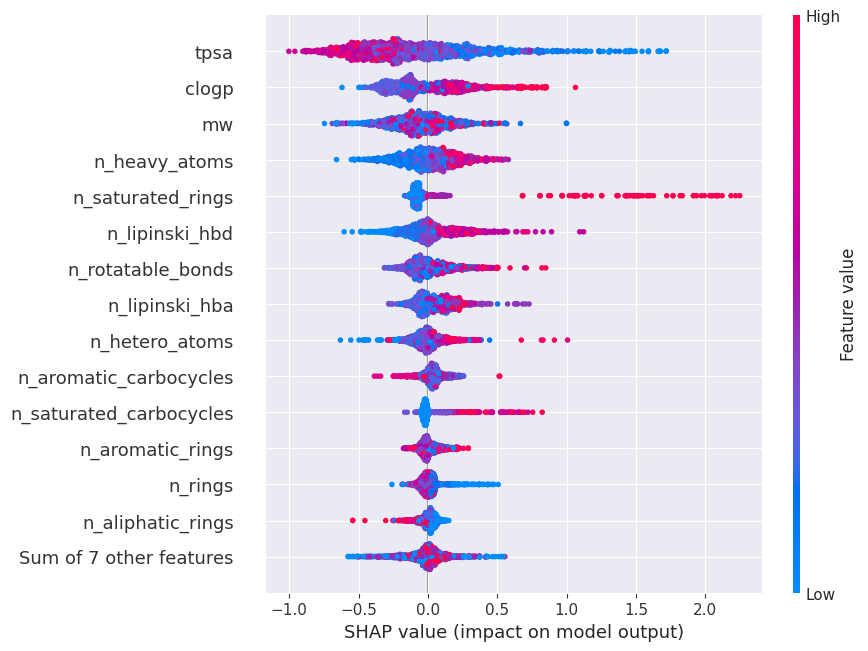 High
tpsa
clogp
mw
n_heavy_atoms
n_saturated_rings
n_lipinski_hbd
n_rotatable_bonds
n_lipinski_hba
n_hetero_atoms
n_aromatic_carbocycles
n_saturated_carbocycles
n_aromatic_rings
n_rings
n_aliphatic_rings
Sum of 7 other features
Feature value
Low
−1.0 −0.5 0.0 0.5 1.0 1.5 2.0
SHAP value (impact on model output)